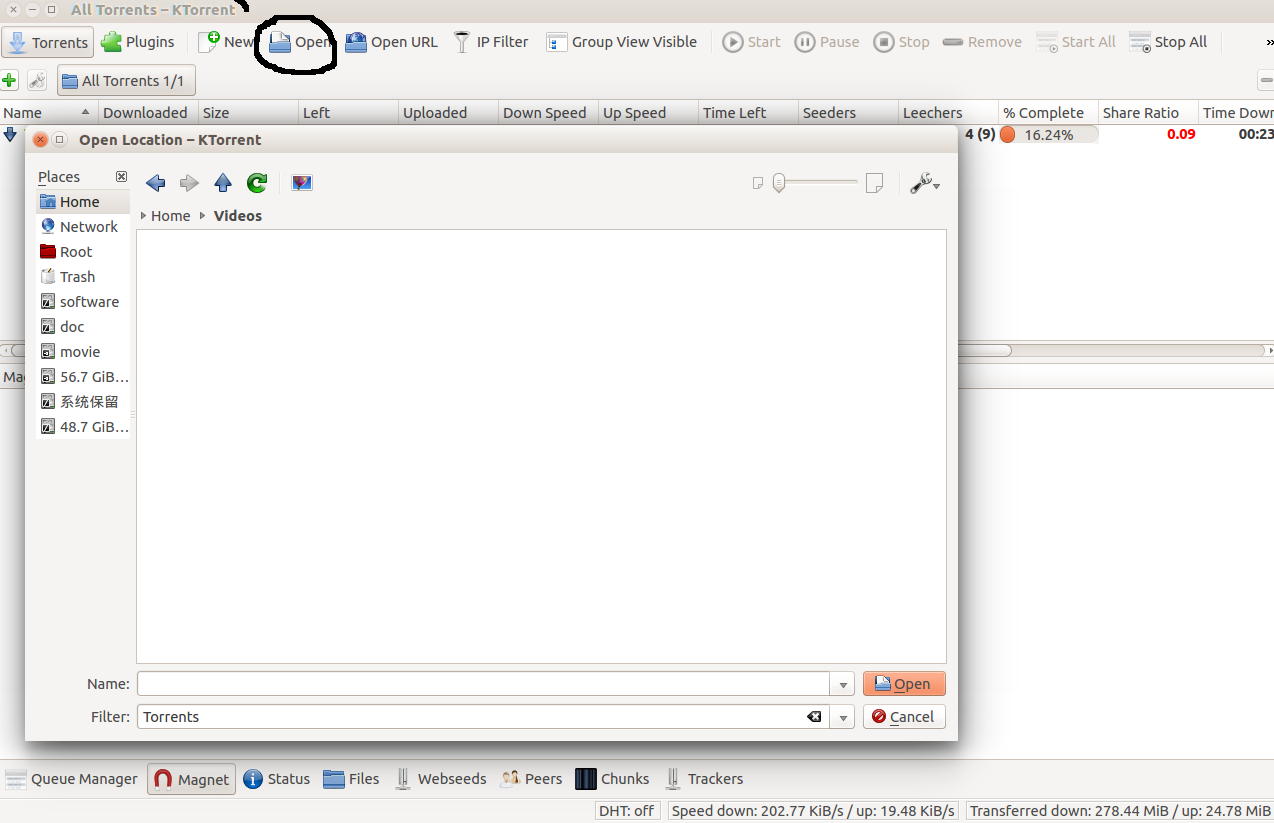 All Torrents – KTorrent
Torrents Plugins New Open Open URL IP Filter Group View Visible Start Pause Stop Remove Start All Stop All »
All Torrents 1/1
Name Downloaded Size Left Uploaded Down Speed Up Speed Time Left Seeders Leechers % Complete Share Ratio Time Down
4 (9) 16.24% 0.09 00:23
Open Location – KTorrent
Places
Home
Network
Root
Trash
software
doc
movie
56.7 GiB...
系统保留
48.7 GiB...
Home Videos
Mag
Name:
Open
Filter: Torrents
Cancel
Queue Manager Magnet Status Files Webseeds Peers Chunks Trackers
DHT: off Speed down: 202.77 KiB/s / up: 19.48 KiB/s Transferred down: 278.44 MiB / up: 24.78 MiB